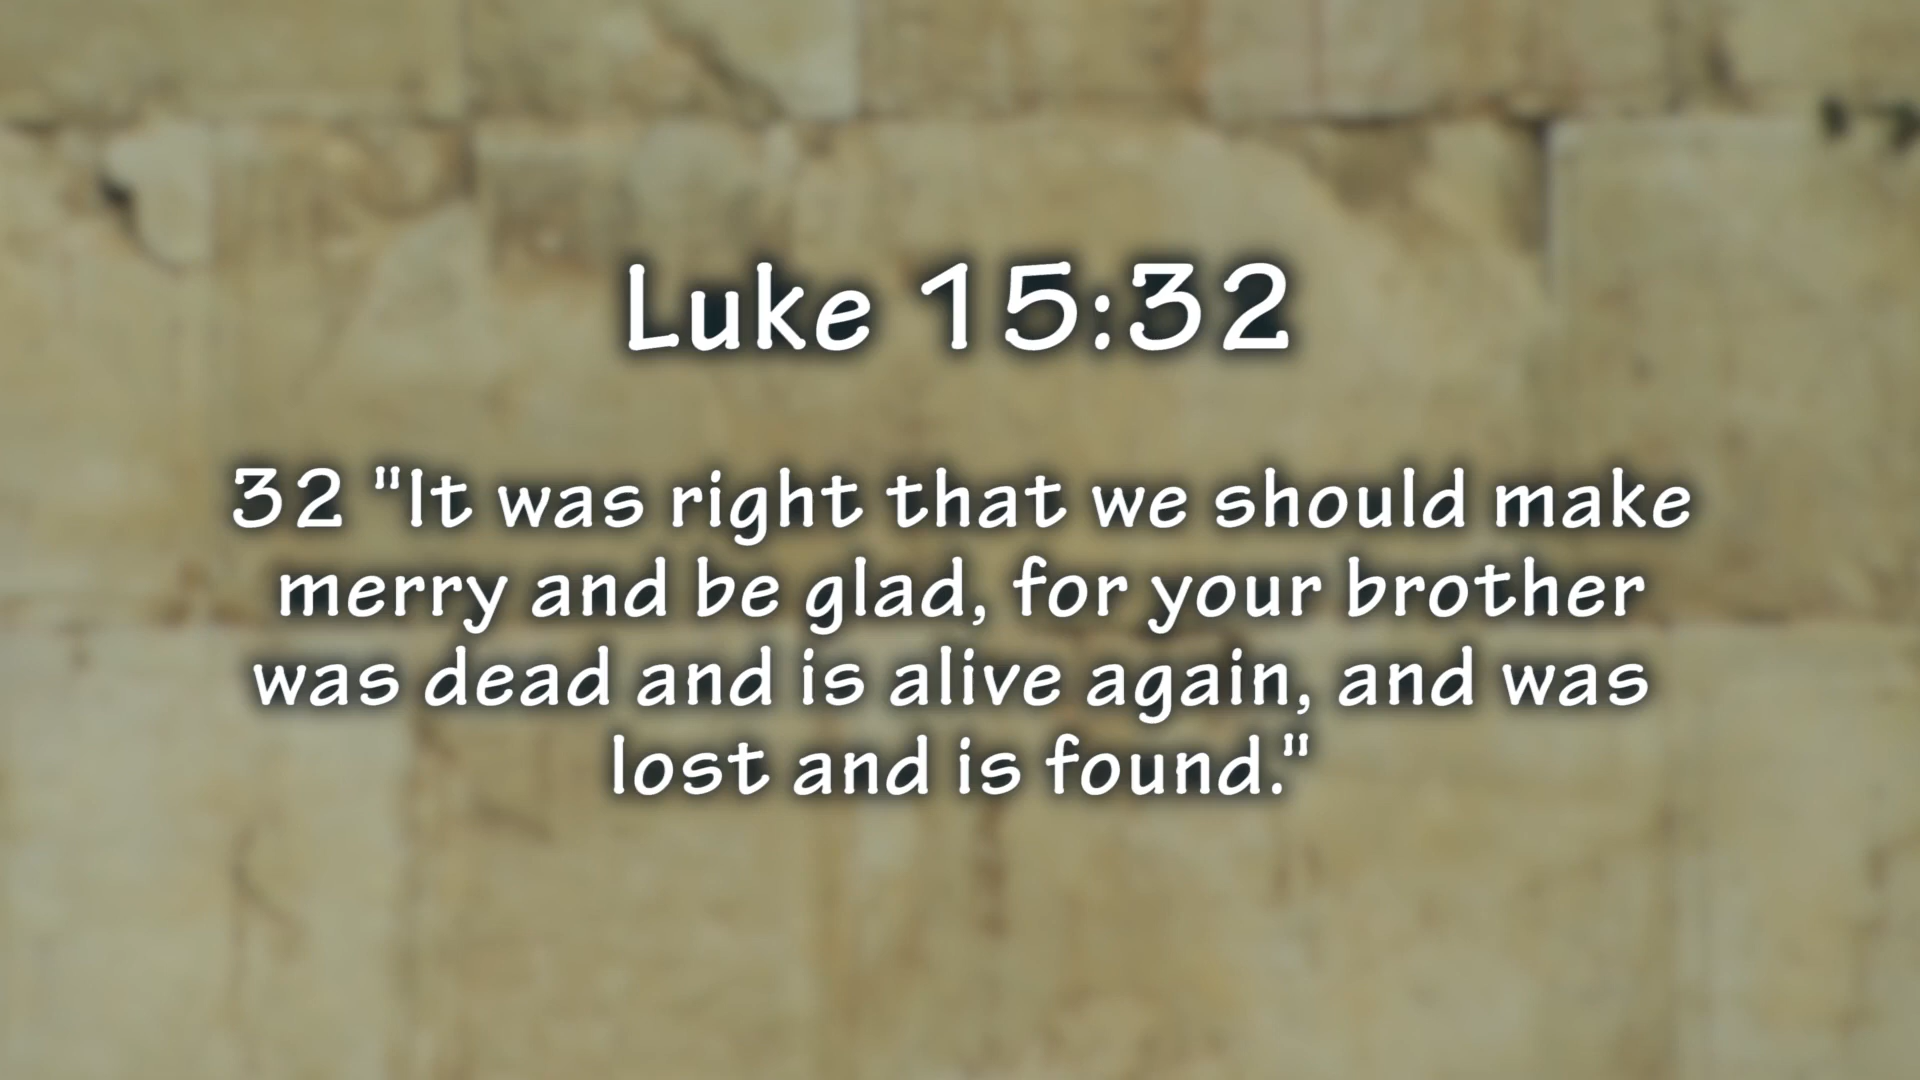 Luke 15:32
32 "It was right that we should make
merry and be glad, for your brother
was dead and is alive again, and was
lost and is found."